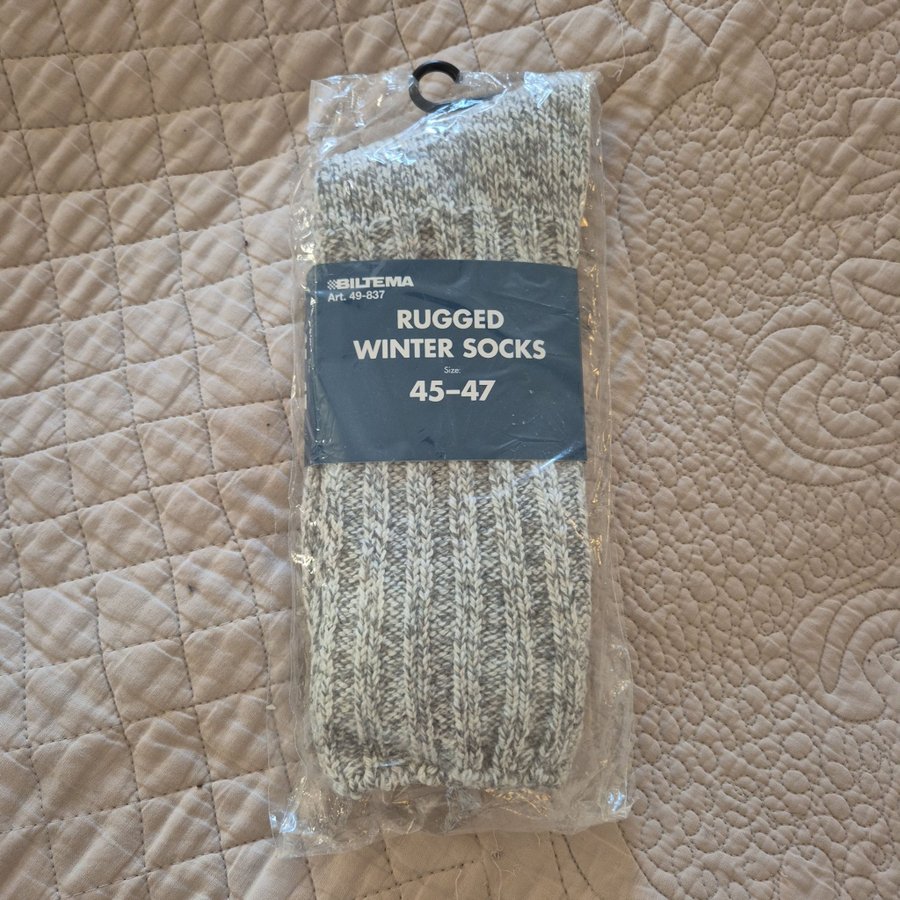 BILTEMA
Art. 49-837
RUGGED
WINTER SOCKS
Size:
45–47